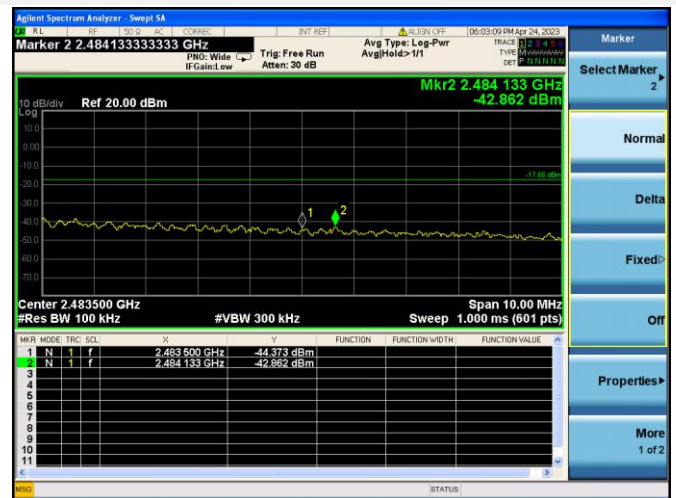 Agilent Spectrum Analyzer - Swept SA
RL RF 50 Ω AC CORREC INT REF ALIGN OFF 06:03:09 PM Apr 24, 2023
Marker 2 2.484133333333 GHz
PNO: Wide
IFGain:Low
Trig: Free Run
Atten: 30 dB
Avg Type: Log-Pwr
Avg|Hold>1/1
TRACE 1 2 3 4 5 6
TYPE
DET P N N N N N
Mkr2 2.484 133 GHz
-42.862 dBm
10 dB/div Ref 20.00 dBm
Log
10.0
0.00
-10.0
-17.66 dBm
-20.0
-30.0
-40.0
-50.0
-60.0
-70.0
1
2
Center 2.483500 GHz
Span 10.00 MHz
#Res BW 100 kHz
#VBW 300 kHz
Sweep 1.000 ms (601 pts)
MKR MODE TRC SCL X Y FUNCTION FUNCTION WIDTH FUNCTION VALUE
1 N 1 f 2.483 500 GHz -44.373 dBm
2 N 1 f 2.484 133 GHz -42.862 dBm
3
4
5
6
7
8
9
10
11
MSG
STATUS
Marker
Select Marker
2
Normal
Delta
Fixed
Off
Properties
More
1 of 2